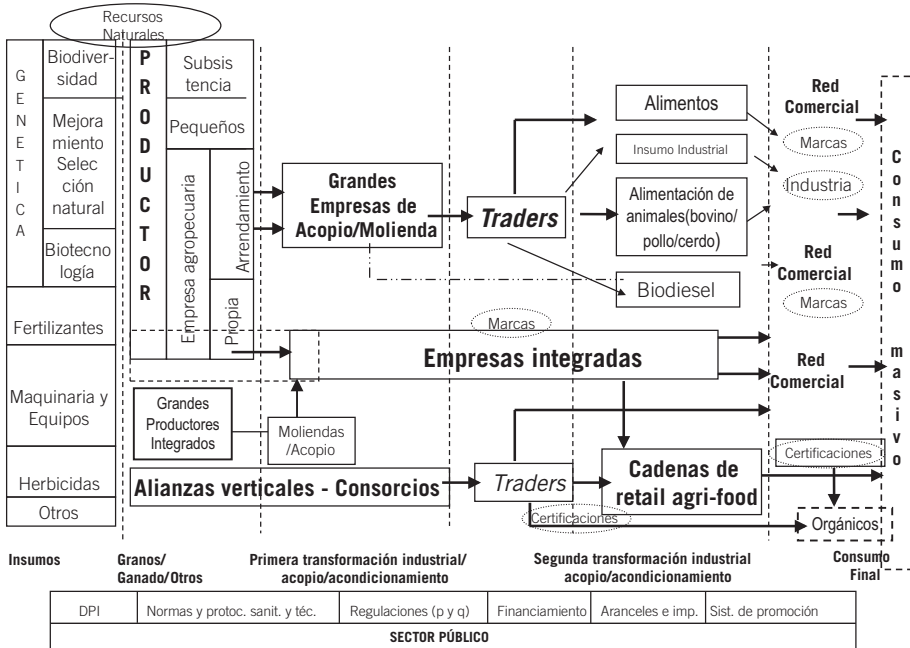 Recursos
Naturales
G
E
N
E
T
I
C
A
Biodiver-
sidad
Mejora
miento
Selec
ción
natural
Biotecno
logía
Fertilizantes
Maquinaria y
Equipos
Herbicidas
Otros
P
R
O
D
U
C
T
O
R
Subsis
tencia
Pequeños
Empresa agropecuaria
Arrendamiento
Propia
Grandes
Empresas de
Acopio/Molienda
Traders
Alimentos
Insumo Industrial
Alimentación de
animales(bovino/
pollo/cerdo)
Biodiesel
Red
Comercial
Marcas
Industria
Red
Comercial
Marcas
Marcas
Empresas integradas
Red
Comercial
Grandes
Productores
Integrados
Moliendas
/Acopio
Alianzas verticales - Consorcios
Traders
Certificaciones
Cadenas de
retail agri-food
Certificaciones
Orgánicos
C
o
n
s
u
m
o
m
a
s
i
v
o
Insumos
Granos/
Ganado/Otros
Primera transformación industrial/
acopio/acondicionamiento
Segunda transformación industrial
acopio/acondicionamiento
Consumo
Final
DPI
Normas y protoc. sanit. y téc.
Regulaciones (p y q)
Financiamiento
Aranceles e imp.
Sist. de promoción
SECTOR PÚBLICO